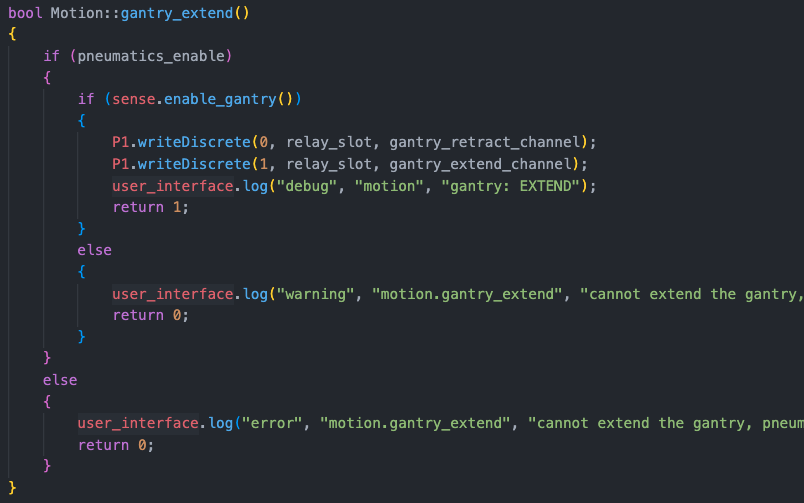 bool Motion::gantry_extend()
{
if (pneumatics_enable)
{
if (sense.enable_gantry())
{
P1.writeDiscrete(0, relay_slot, gantry_retract_channel);
P1.writeDiscrete(1, relay_slot, gantry_extend_channel);
user_interface.log("debug", "motion", "gantry: EXTEND");
return 1;
}
else
{
user_interface.log("warning", "motion.gantry_extend", "cannot extend the gantry,
return 0;
}
}
else
{
user_interface.log("error", "motion.gantry_extend", "cannot extend the gantry, pneum
return 0;
}
}